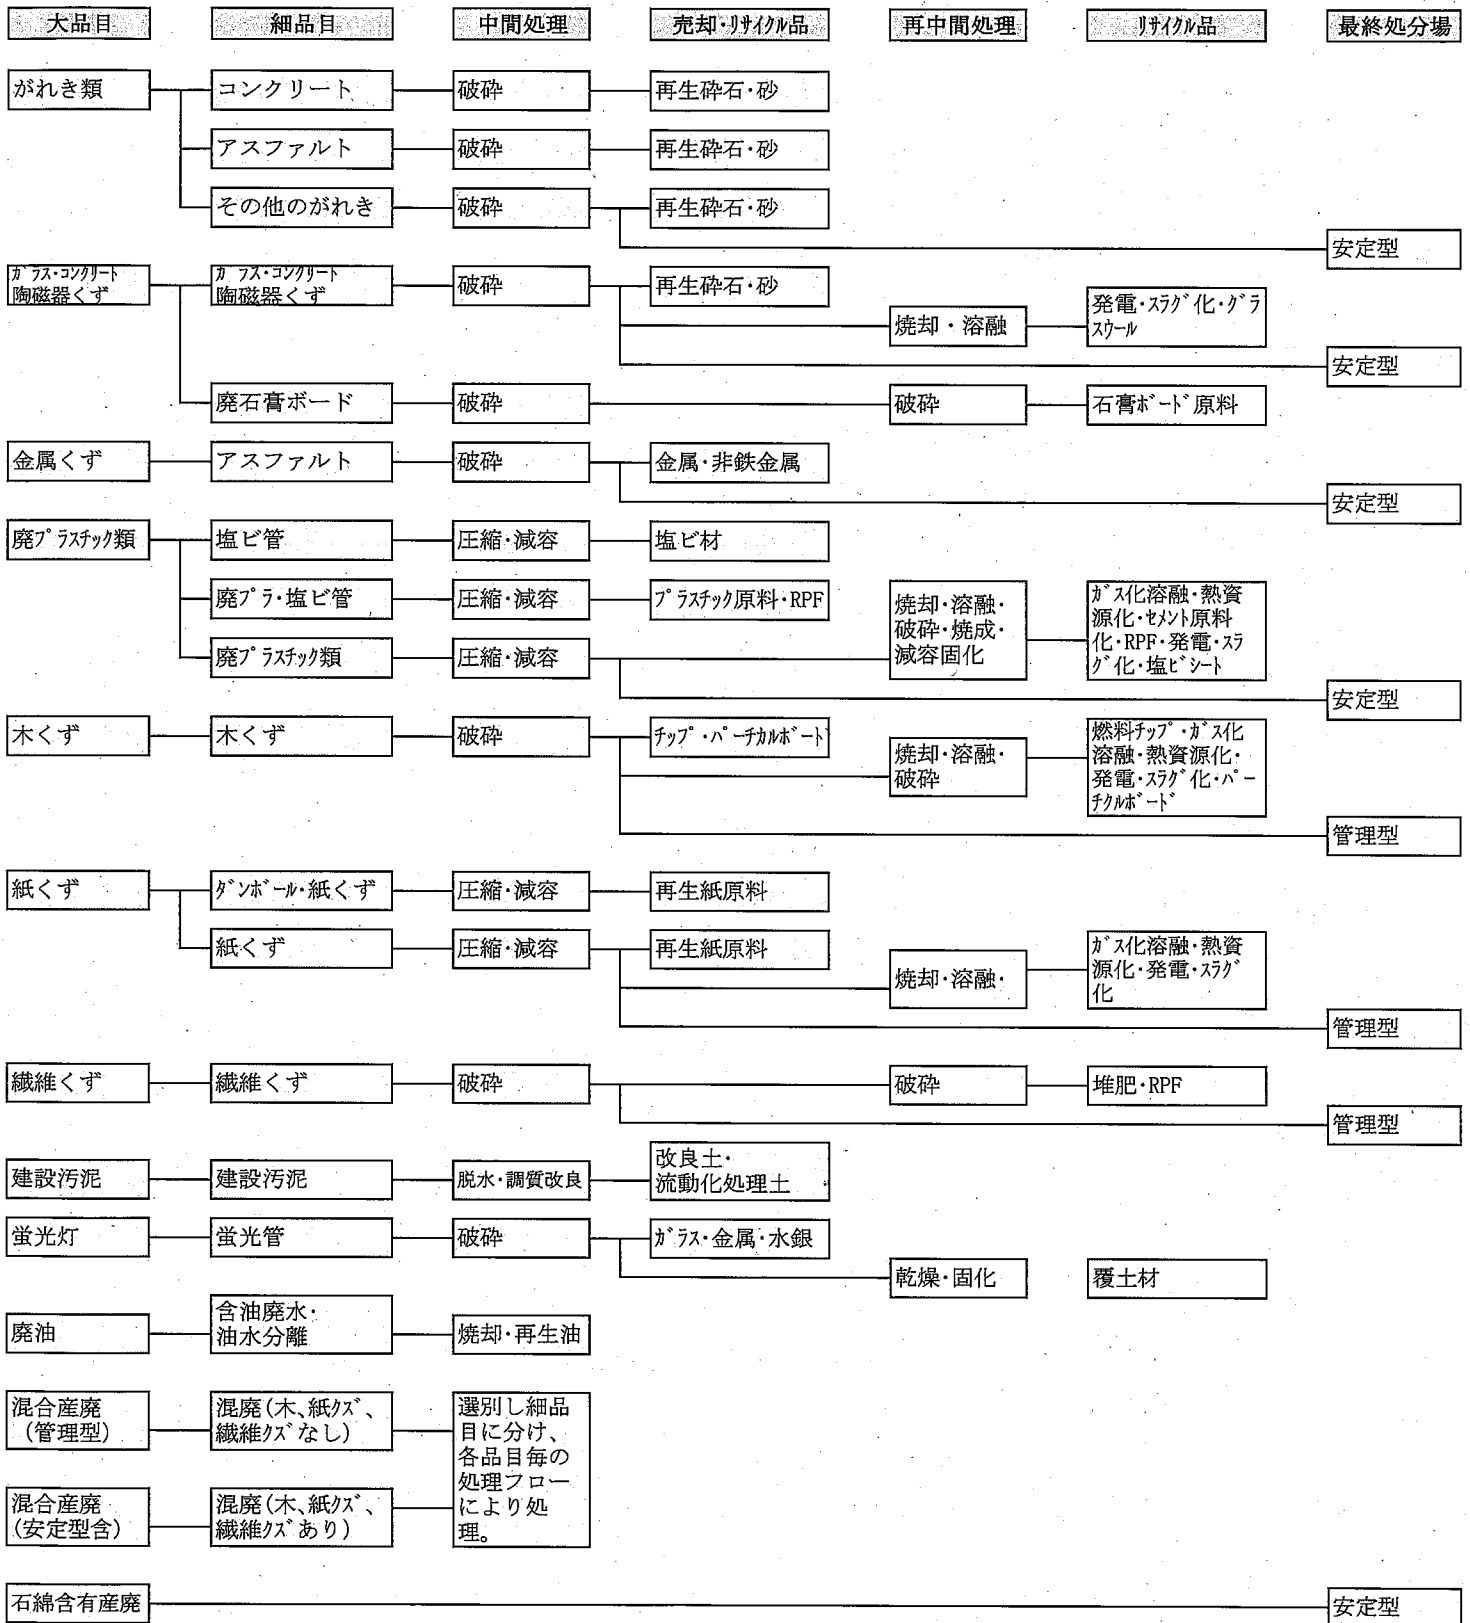 大品目 細品目 中間処理 売却・ﾘｻｲｸﾙ品 再中間処理 ﾘｻｲｸﾙ品 最終処分場
がれき類 コンクリート 破砕 再生砕石・砂
アスファルト 破砕 再生砕石・砂
その他のがれき 破砕 再生砕石・砂
安定型
ｶﾞﾗｽ・ｺﾝｸﾘｰﾄ
陶磁器くず
ｶﾞﾗｽ・ｺﾝｸﾘｰﾄ
陶磁器くず
破砕 再生砕石・砂
焼却・溶融
発電・ｽﾗｸﾞ化・ｸﾞﾗ
ｽｳｰﾙ
安定型
廃石膏ボード 破砕 破砕 石膏ﾎﾞｰﾄﾞ原料
金属くず アスファルト 破砕 金属・非鉄金属
安定型
廃ﾌﾟﾗｽﾁｯｸ類 塩ビ管 圧縮・減容 塩ビ材
廃ﾌﾟﾗ・塩ビ管 圧縮・減容 ﾌﾟﾗｽﾁｯｸ原料・RPF
廃ﾌﾟﾗｽﾁｯｸ類 圧縮・減容
焼却・溶融・
破砕・焼成・
減容固化
ｶﾞｽ化溶融・熱資
源化・ｾﾒﾝﾄ原料
化・RPF・発電・ｽﾗ
ｸﾞ化・塩ﾋﾞｼｰﾄ
安定型
木くず 木くず 破砕 ﾁｯﾌﾟ・ﾊﾟｰﾁｶﾙﾎﾞｰﾄﾞ
焼却・溶融・
破砕
燃料ﾁｯﾌﾟ・ｶﾞｽ化
溶融・熱資源化・
発電・ｽﾗｸﾞ化・ﾊﾟｰ
ﾁｸﾙﾎﾞｰﾄﾞ
管理型
紙くず ﾀﾞﾝﾎﾞｰﾙ・紙くず 圧縮・減容 再生紙原料
紙くず 圧縮・減容 再生紙原料
焼却・溶融・
ｶﾞｽ化溶融・熱資
源化・発電・ｽﾗｸﾞ
化
管理型
繊維くず 繊維くず 破砕 破砕 堆肥・RPF
管理型
建設汚泥 建設汚泥 脱水・調質改良
改良土・
流動化処理土
蛍光灯 蛍光管 破砕 ｶﾞﾗｽ・金属・水銀
乾燥・固化 覆土材
廃油
含油廃水・
油水分離
焼却・再生油
混合産廃
（管理型）
混廃(木、紙ｸｽﾞ、
繊維ｸｽﾞなし)
選別し細品
目に分け、
各品目毎の
処理フロー
により処
理。
混合産廃
(安定型含)
混廃(木、紙ｸｽﾞ、
繊維ｸｽﾞあり)
石綿含有産廃 安定型